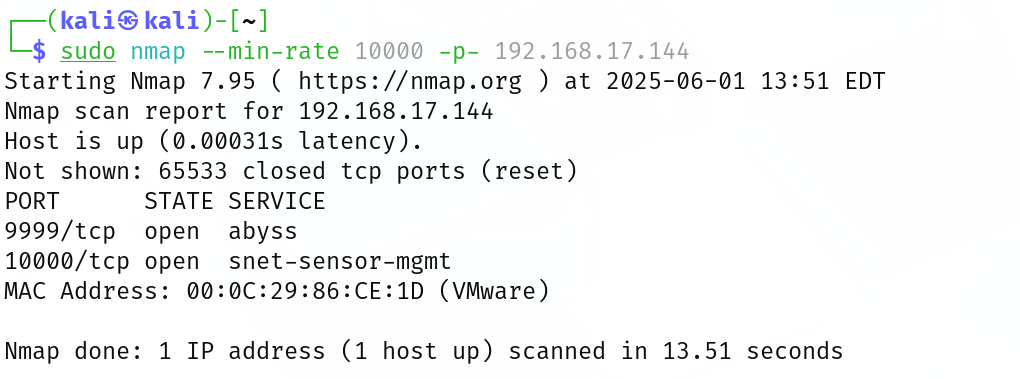 ┌──(kali㉿kali)-[~]
└─$ sudo nmap --min-rate 10000 -p- 192.168.17.144
Starting Nmap 7.95 ( https://nmap.org ) at 2025-06-01 13:51 EDT
Nmap scan report for 192.168.17.144
Host is up (0.00031s latency).
Not shown: 65533 closed tcp ports (reset)
PORT      STATE SERVICE
9999/tcp  open  abyss
10000/tcp open  snet-sensor-mgmt
MAC Address: 00:0C:29:86:CE:1D (VMware)
Nmap done: 1 IP address (1 host up) scanned in 13.51 seconds